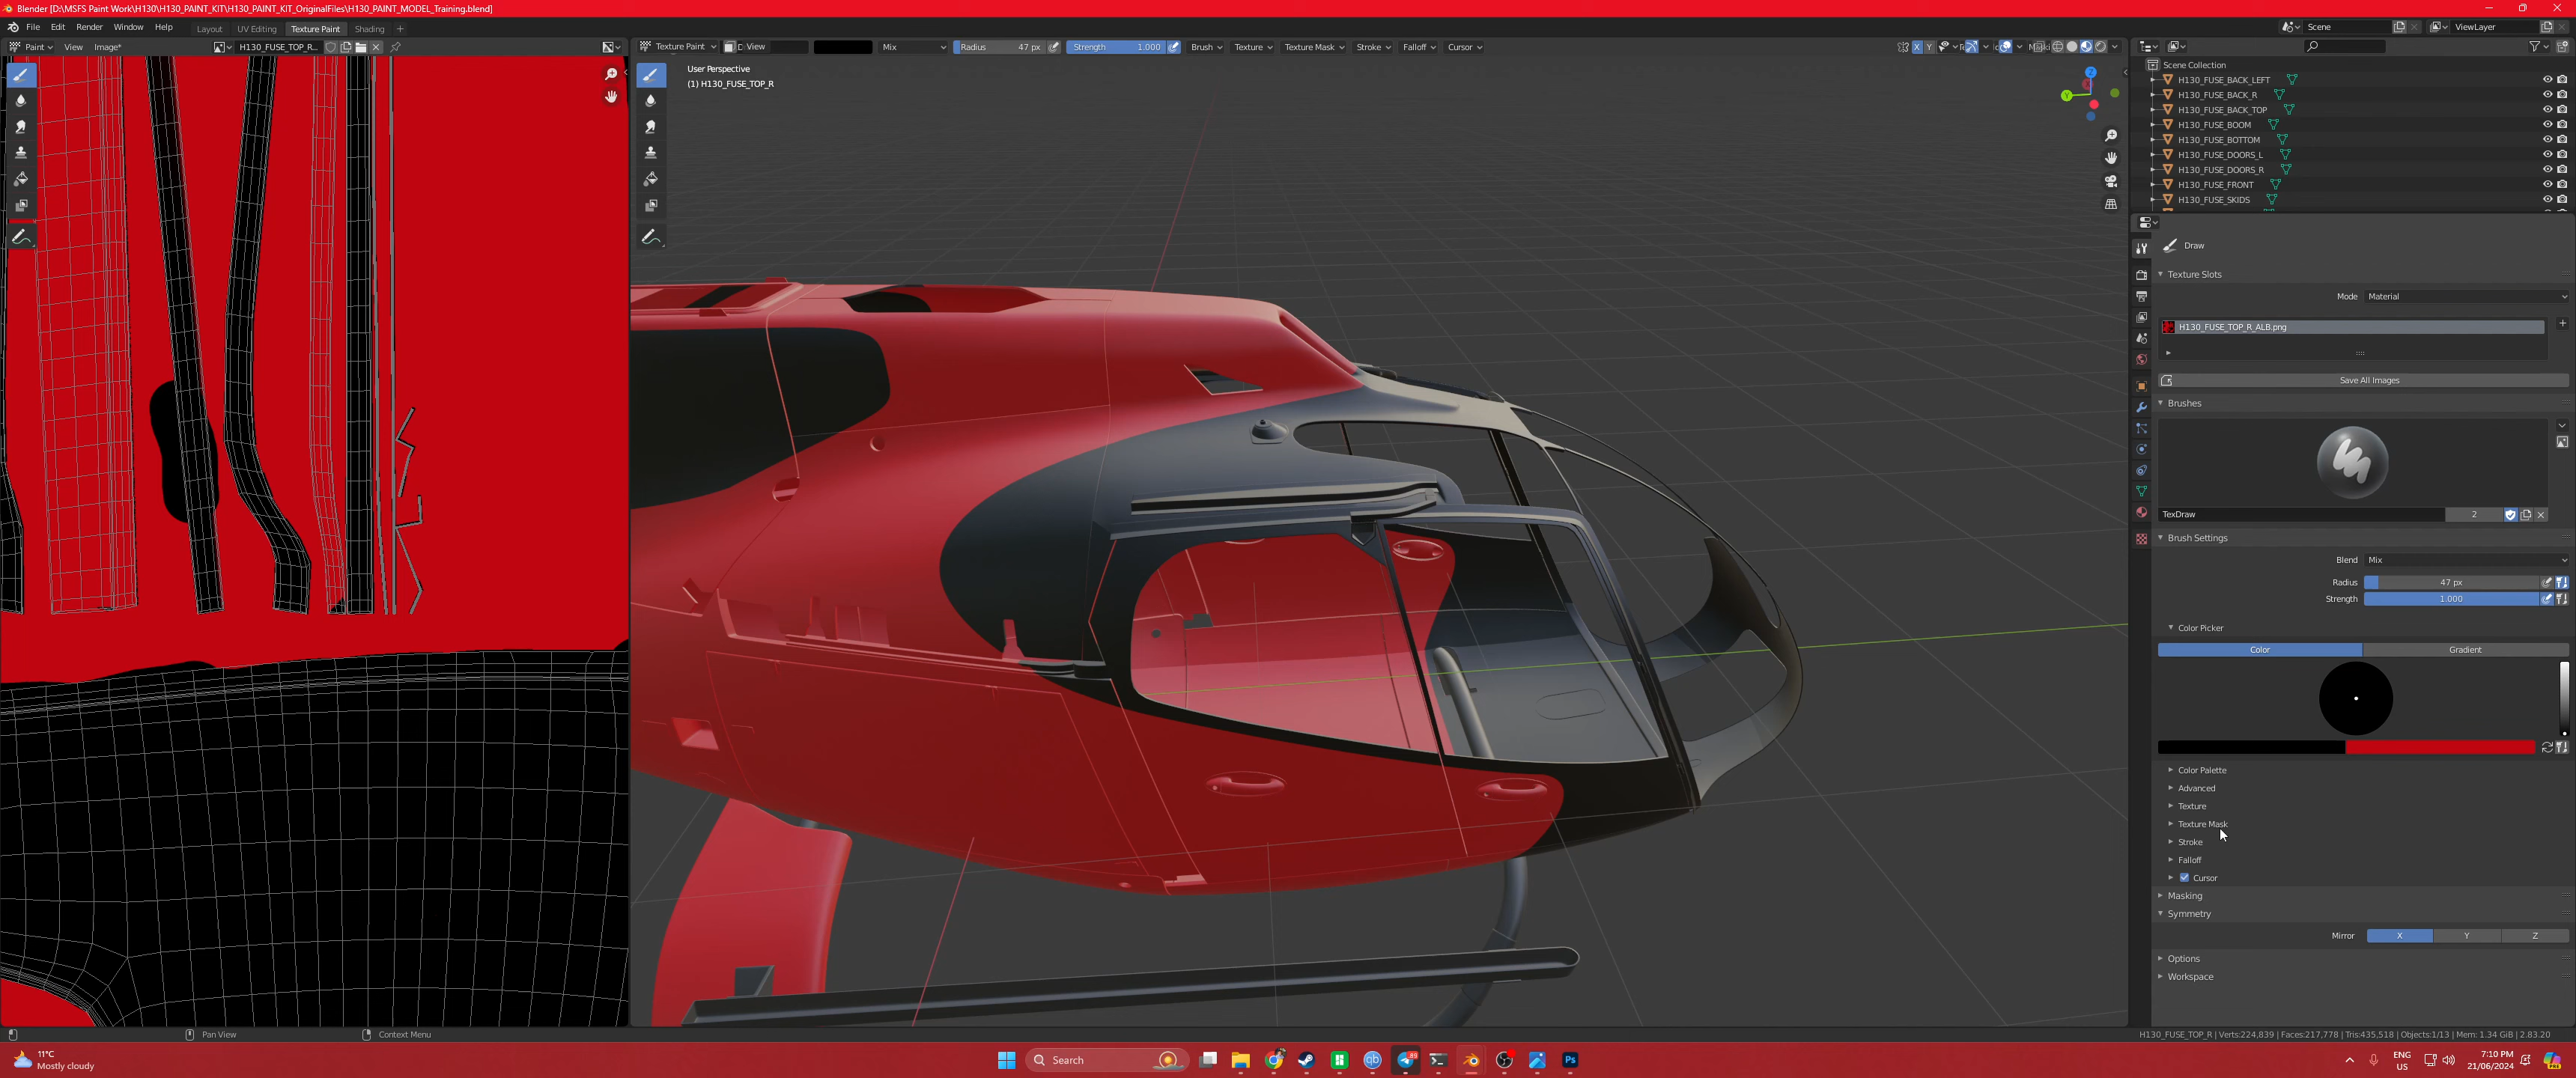 Blender [D:\MSFS Paint Work\H130\H130_PAINT_KIT\H130_PAINT_KIT_OriginalFiles\H130_PAINT_MODEL_Training.blend]
File Edit Render Window Help Layout UV Editing Texture Paint Shading + Scene ViewLayer
Paint View Image* H130_FUSE_TOP_R... Texture Paint View Mix Radius 47 px Strength 1.000 Brush Texture Texture Mask Stroke Falloff Cursor X Y
User Perspective
(1) H130_FUSE_TOP_R
Z
Y
Scene Collection
H130_FUSE_BACK_LEFT
H130_FUSE_BACK_R
H130_FUSE_BACK_TOP
H130_FUSE_BOOM
H130_FUSE_BOTTOM
H130_FUSE_DOORS_L
H130_FUSE_DOORS_R
H130_FUSE_FRONT
H130_FUSE_SKIDS
Draw
Texture Slots
Mode Material
H130_FUSE_TOP_R_ALB.png
Save All Images
Brushes
TexDraw 2
Brush Settings
Blend Mix
Radius 47 px
Strength 1.000
Color Picker
Color Gradient
Color Palette
Advanced
Texture
Texture Mask
Stroke
Falloff
Cursor
Masking
Symmetry
Mirror X Y Z
Options
Workspace
Pan View Context Menu H130_FUSE_TOP_R | Verts:224,839 | Faces:217,778 | Tris:435,518 | Objects:1/13 | Mem: 1.34 GiB | 2.83.20
11°C
Mostly cloudy
Search
89
Ps
ENG
US
7:10 PM
21/06/2024